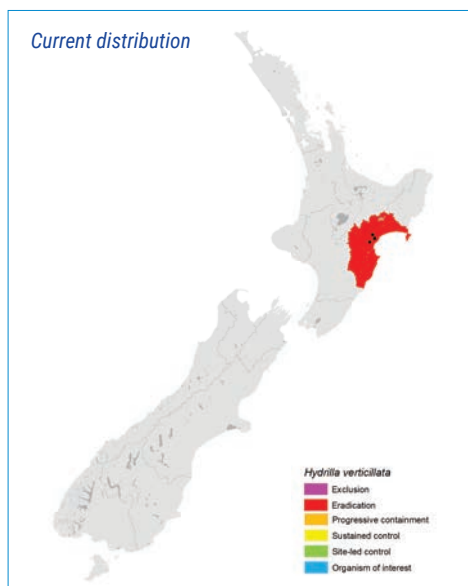 Current distribution
Hydrilla verticillata
Exclusion
Eradication
Progressive containment
Sustained control
Site-led control
Organism of interest